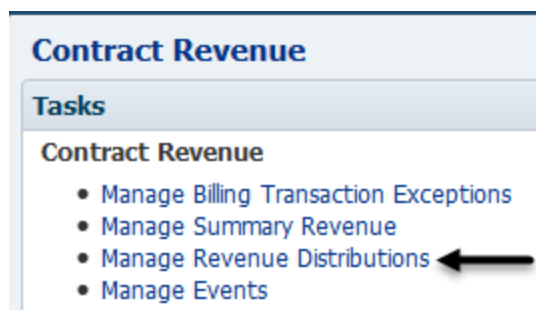 Contract Revenue
Tasks
Contract Revenue
Manage Billing Transaction Exceptions
Manage Summary Revenue
Manage Revenue Distributions
Manage Events